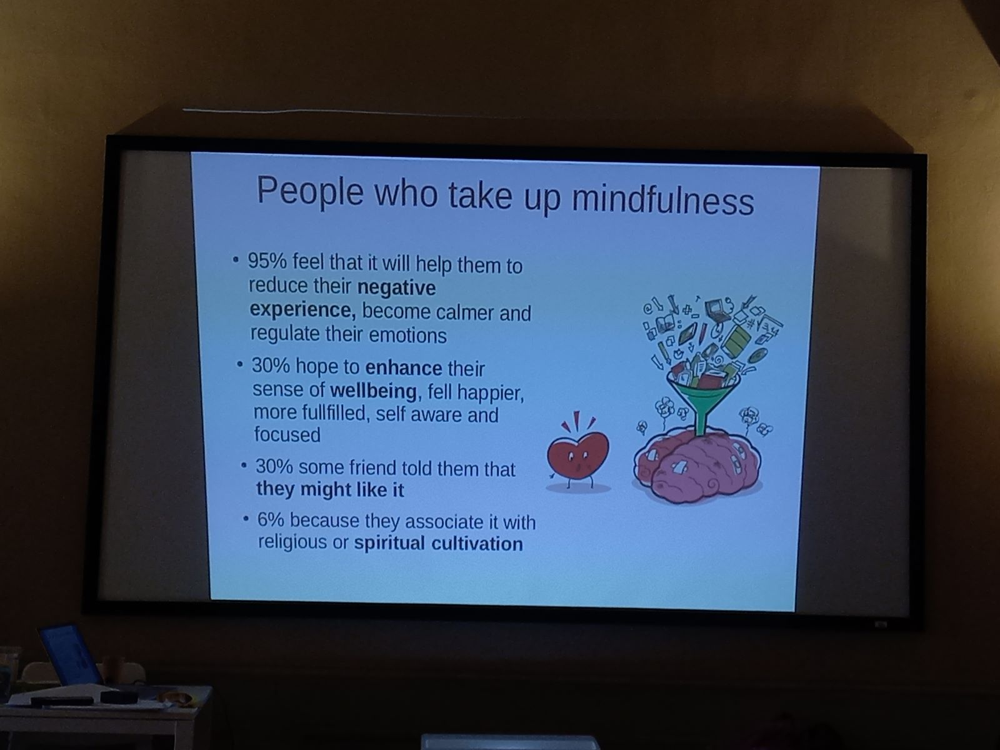 People who take up mindfulness
• 95% feel that it will help them to
reduce their negative
experience, become calmer and
regulate their emotions
• 30% hope to enhance their
sense of wellbeing, fell happier,
more fullfilled, self aware and
focused
• 30% some friend told them that
they might like it
• 6% because they associate it with
religious or spiritual cultivation